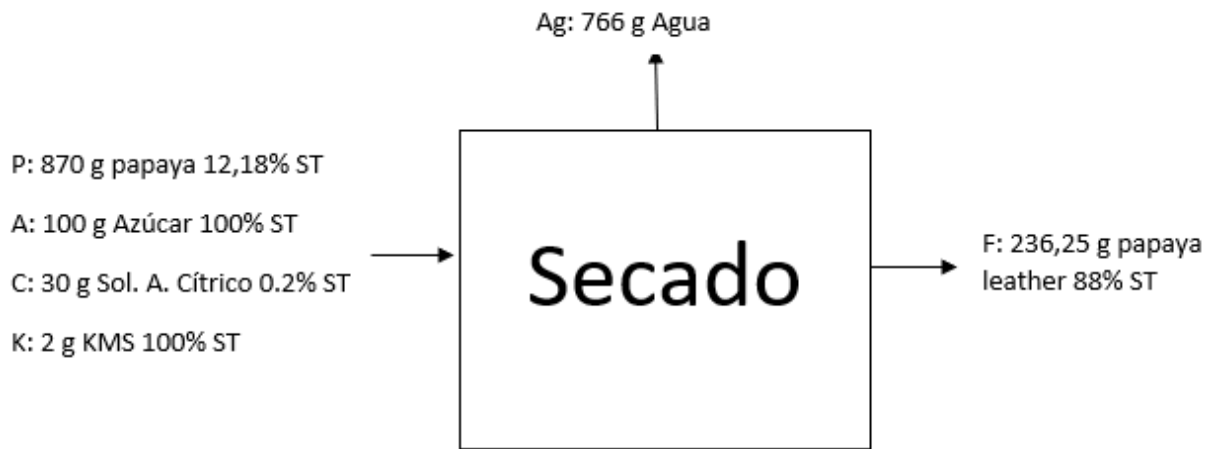 Ag: 766 g Agua
P: 870 g papaya 12,18% ST
A: 100 g Azúcar 100% ST
C: 30 g Sol. A. Cítrico 0.2% ST
K: 2 g KMS 100% ST
Secado
F: 236,25 g papaya
leather 88% ST